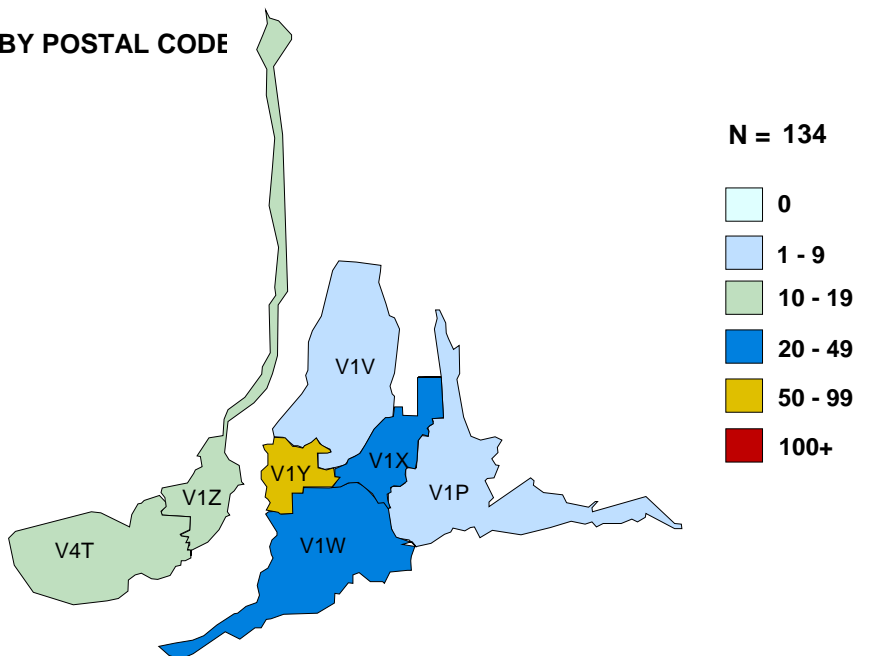 BY POSTAL CODE
N = 134
0
1 - 9
10 - 19
20 - 49
50 - 99
100+
V1V
V1Y
V1X
V1Z
V1P
V4T
V1W